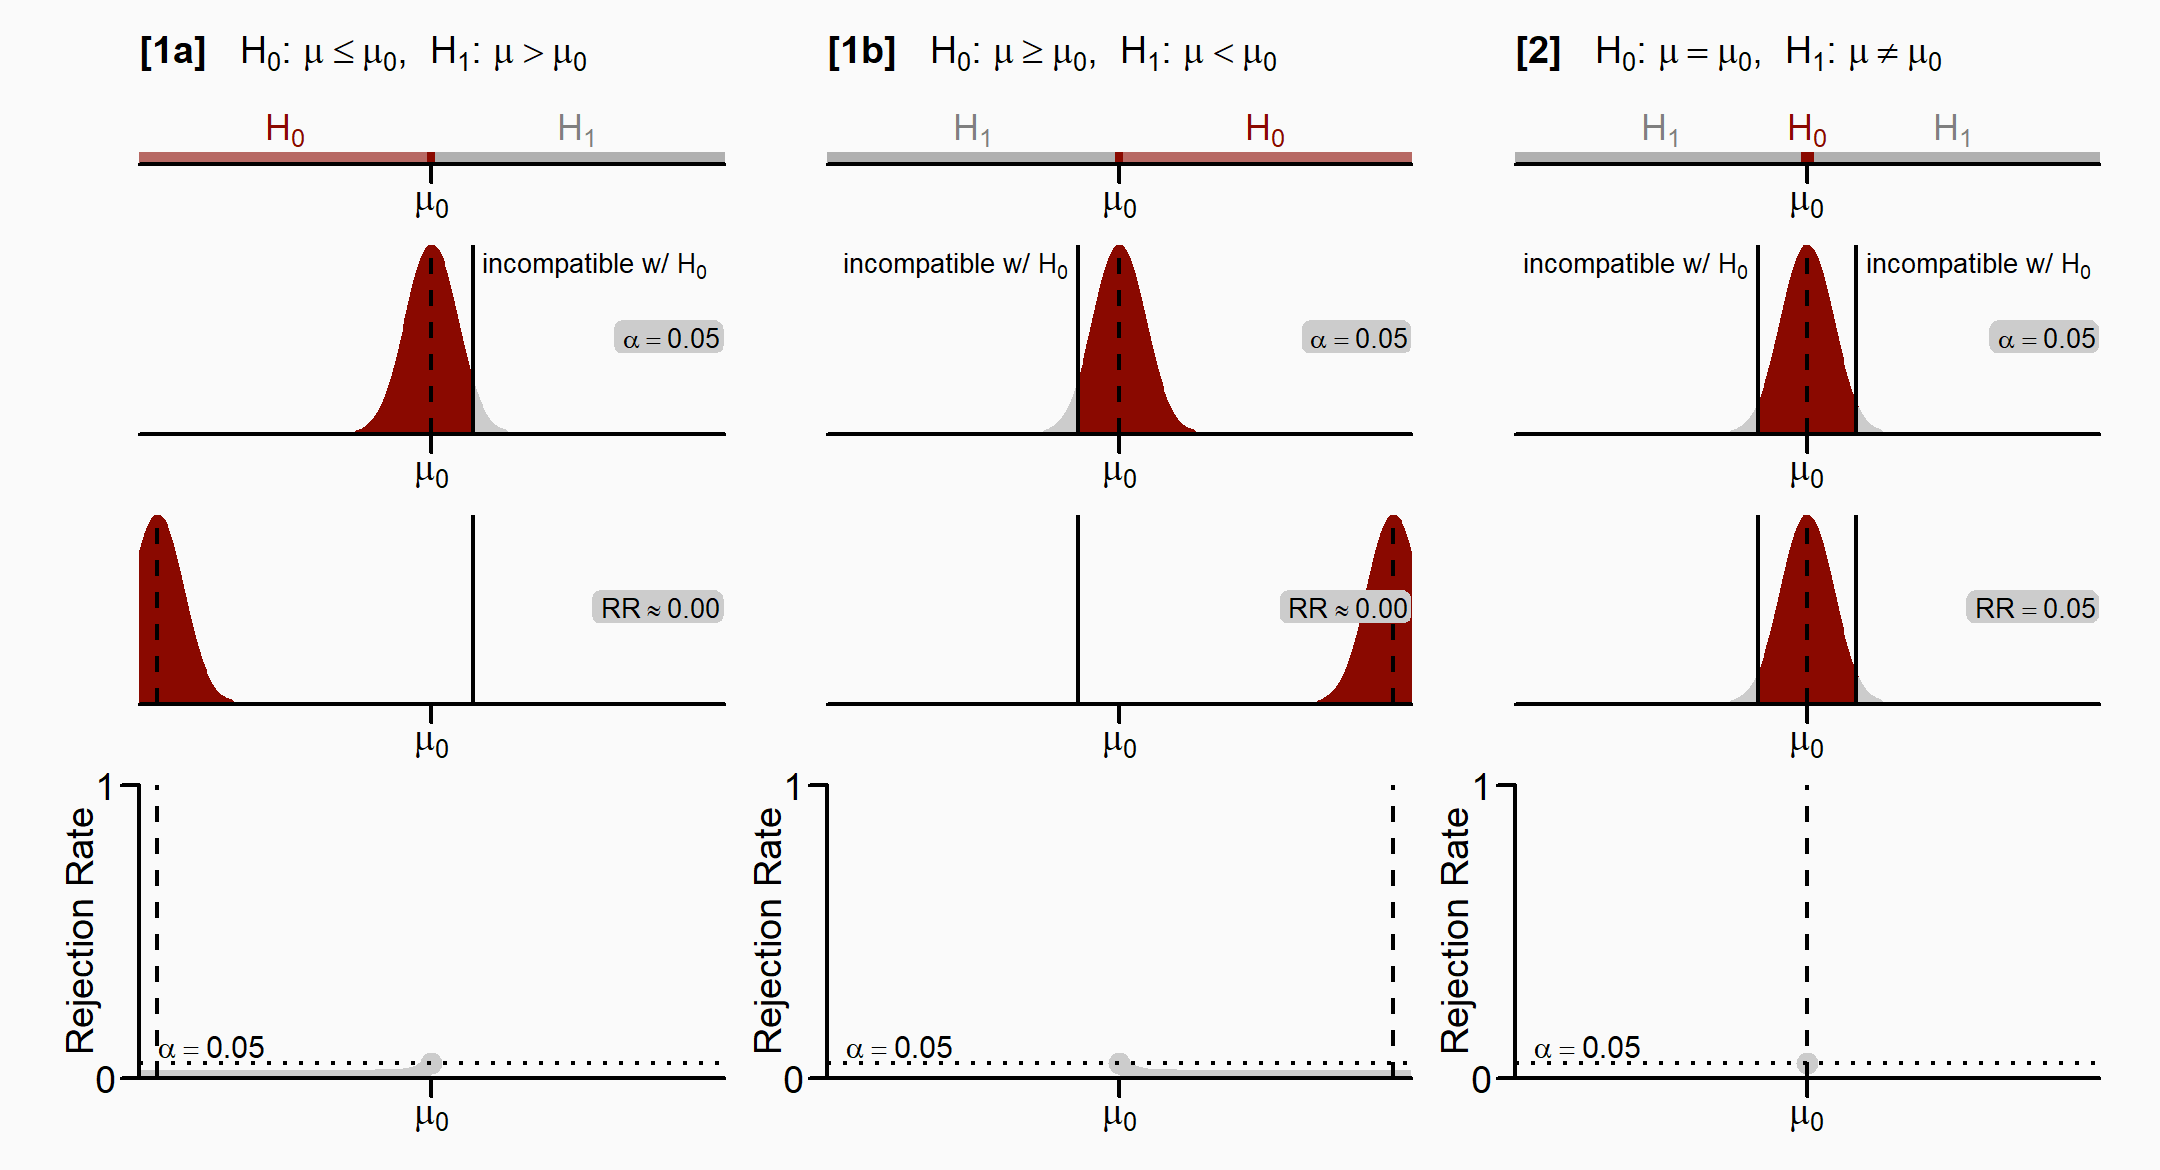 [1a] H₀: μ ≤ μ₀, H₁: μ > μ₀
H₀ H₁
μ₀
incompatible w/ H₀
α = 0.05
μ₀
RR ≈ 0.00
μ₀
Rejection Rate
1
α = 0.05
0
μ₀
[1b] H₀: μ ≥ μ₀, H₁: μ < μ₀
H₁ H₀
μ₀
incompatible w/ H₀
α = 0.05
μ₀
RR ≈ 0.00
μ₀
Rejection Rate
1
α = 0.05
0
μ₀
[2] H₀: μ = μ₀, H₁: μ ≠ μ₀
H₁ H₀ H₁
μ₀
incompatible w/ H₀ incompatible w/ H₀
α = 0.05
μ₀
RR = 0.05
μ₀
Rejection Rate
1
α = 0.05
0
μ₀